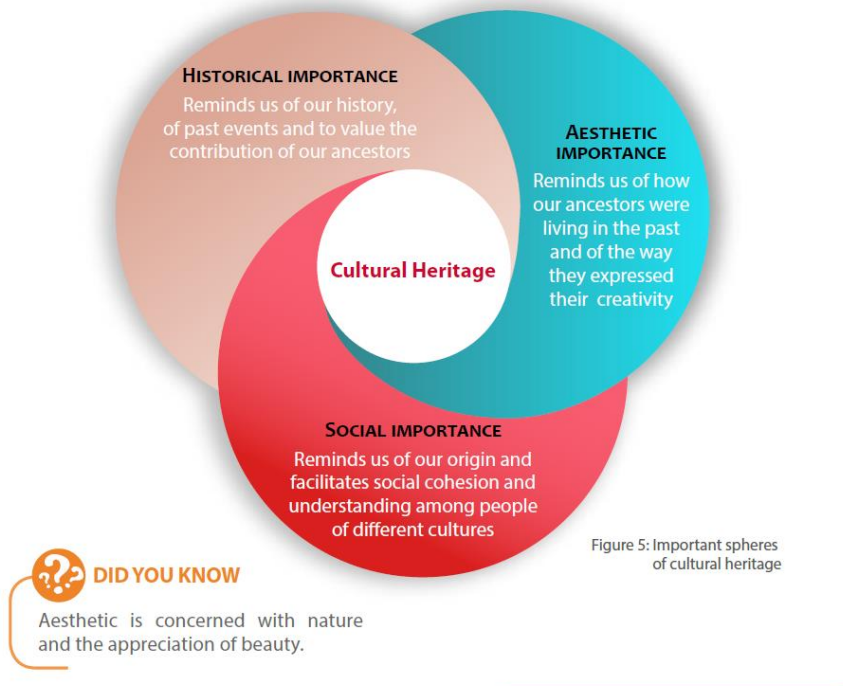 HISTORICAL IMPORTANCE
Reminds us of our history,
of past events and to value the
contribution of our ancestors
AESTHETIC
IMPORTANCE
Reminds us of how
our ancestors were
living in the past
and of the way
they expressed
their creativity
Cultural Heritage
SOCIAL IMPORTANCE
Reminds us of our origin and
facilitates social cohesion and
understanding among people
of different cultures
Figure 5: Important spheres
of cultural heritage
???
DID YOU KNOW
Aesthetic is concerned with nature
and the appreciation of beauty.